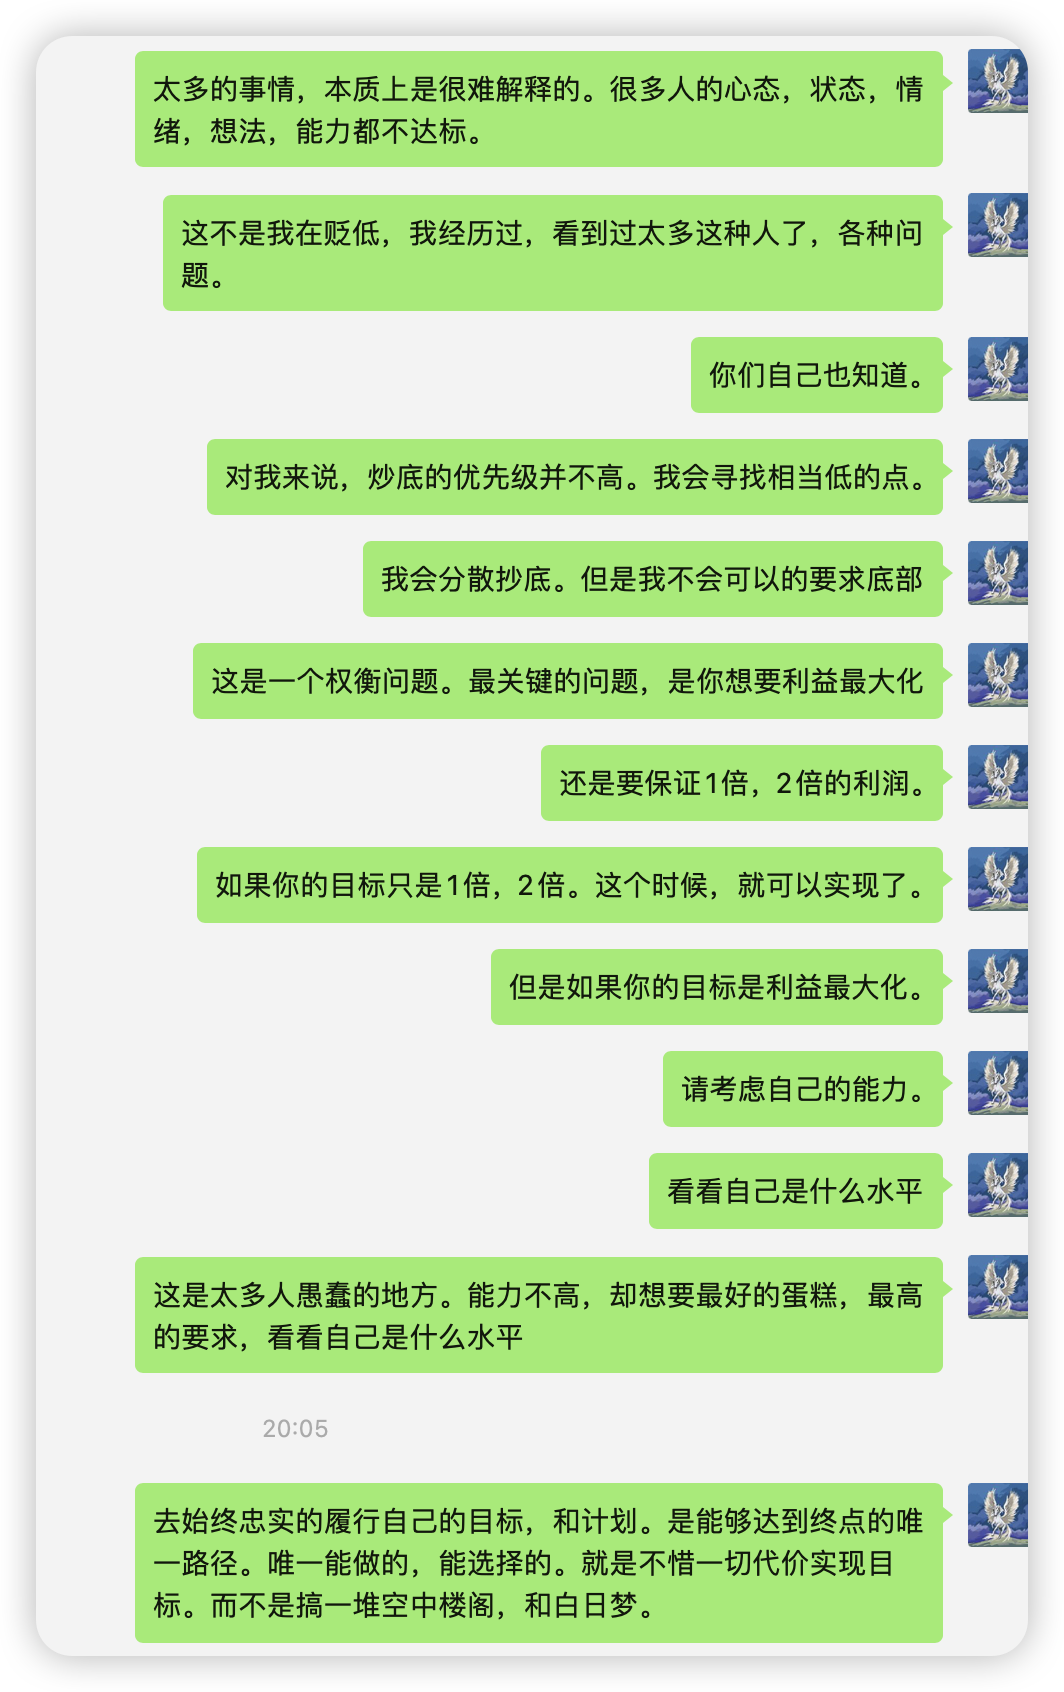 太多的事情，本质上是很难解释的。很多人的心态，状态，情
绪，想法，能力都不达标。
这不是我在贬低，我经历过，看到过太多这种人了，各种问
题。
你们自己也知道。
对我来说，炒底的优先级并不高。我会寻找相当低的点。
我会分散抄底。但是我不会可以的要求底部
这是一个权衡问题。最关键的问题，是你想要利益最大化
还是要保证1倍，2倍的利润。
如果你的目标只是1倍，2倍。这个时候，就可以实现了。
但是如果你的目标是利益最大化。
请考虑自己的能力。
看看自己是什么水平
这是太多人愚蠢的地方。能力不高，却想要最好的蛋糕，最高
的要求，看看自己是什么水平
20:05
去始终忠实的履行自己的目标，和计划。是能够达到终点的唯
一路径。唯一能做的，能选择的。就是不惜一切代价实现目
标。而不是搞一堆空中楼阁，和白日梦。